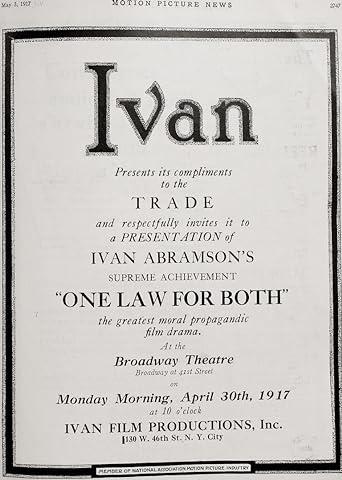 May 5, 1917
MOTION PICTURE NEWS
2747
Ivan
Presents its compliments
to the
TRADE
and respectfully invites it to
a PRESENTATION of
IVAN ABRAMSON'S
SUPREME ACHIEVEMENT
"ONE LAW FOR BOTH"
the greatest moral propagandic
film drama.
At the
Broadway Theatre
Broadway at 41st Street
on
Monday Morning, April 30th, 1917
at 10 o'clock
IVAN FILM PRODUCTIONS, Inc.
130 W. 46th St. N. Y. City
MEMBER OF NATIONAL ASSOCIATION MOTION PICTURE INDUSTRY